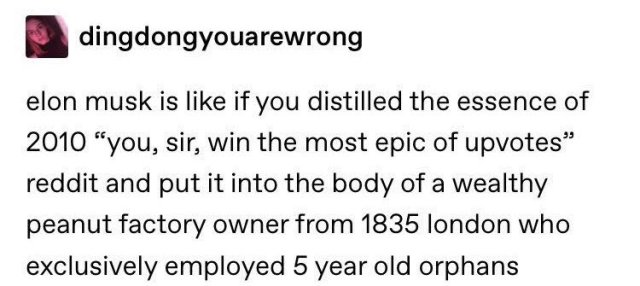 dingdongyouarewrong
elon musk is like if you distilled the essence of
2010 “you, sir, win the most epic of upvotes”
reddit and put it into the body of a wealthy
peanut factory owner from 1835 london who
exclusively employed 5 year old orphans